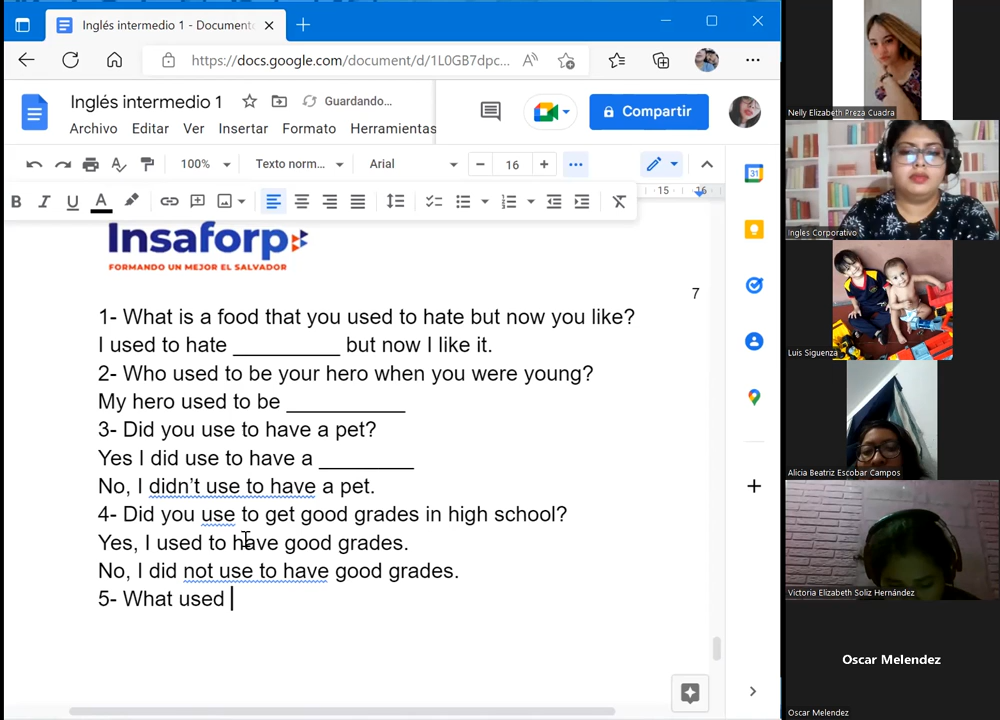 Inglés intermedio 1 - Document
https://docs.google.com/document/d/1L0GB7dpc...
Inglés intermedio 1
Guardando...
Compartir
Archivo Editar Ver Insertar Formato Herramientas
100% Texto norm... Arial 16
15 16
31
Insaforp
FORMANDO UN MEJOR EL SALVADOR
7
1- What is a food that you used to hate but now you like?
I used to hate _________ but now I like it.
2- Who used to be your hero when you were young?
My hero used to be __________
3- Did you use to have a pet?
Yes I did use to have a ________
No, I didn't use to have a pet.
4- Did you use to get good grades in high school?
Yes, I used to have good grades.
No, I did not use to have good grades.
5- What used
Nelly Elizabeth Preza Cuadra
Inglés Corporativo
Luis Siguenza
Alicia Beatriz Escobar Campos
Victoria Elizabeth Soliz Hernández
Oscar Melendez
Oscar Melendez